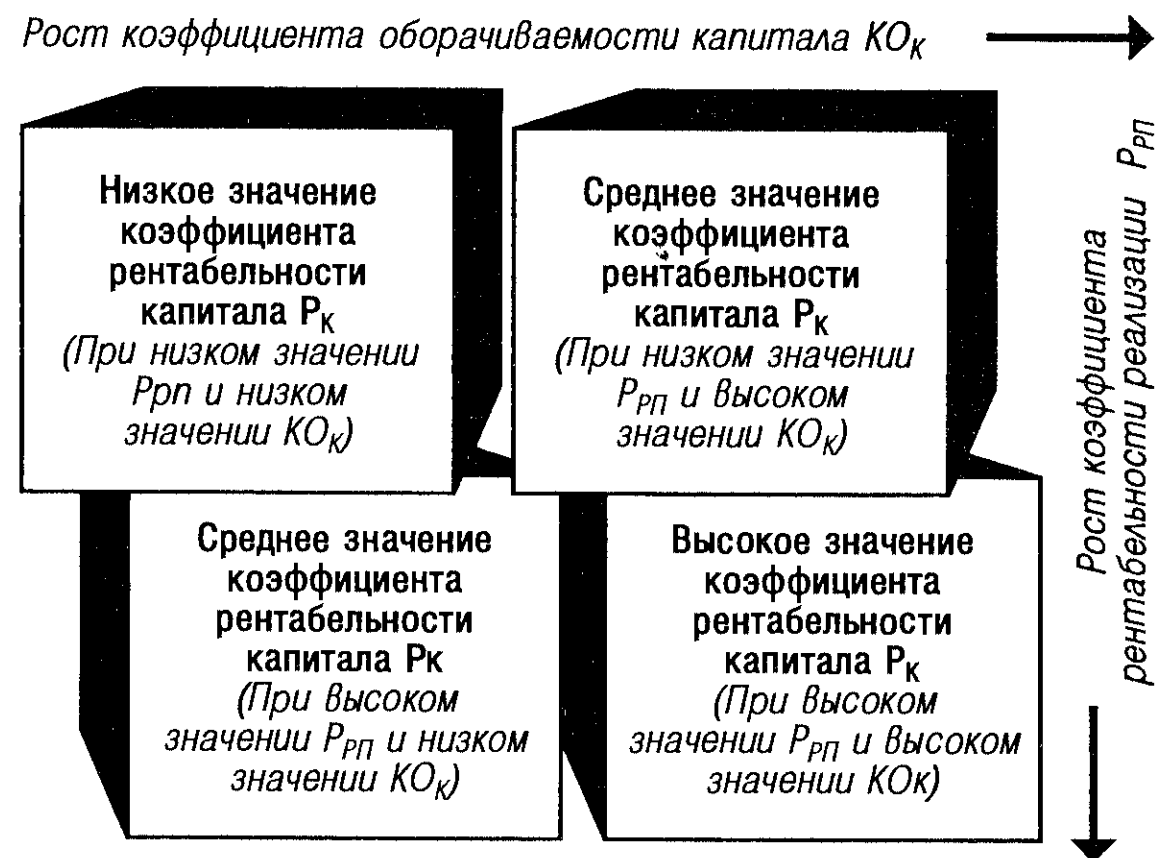 Рост коэффициента оборачиваемости капитала КОК
Низкое значение
коэффициента
рентабельности
капитала РК
(При низком значении
Ррп и низком
значении КОК)
Среднее значение
коэффициента
рентабельности
капитала РК
(При низком значении
РРП и высоком
значении КОК)
Среднее значение
коэффициента
рентабельности
капитала Рк
(При высоком
значении РРП и низком
значении КОК)
Высокое значение
коэффициента
рентабельности
капитала РК
(При высоком
значении РРП и высоком
значении КОк)
Рост коэффициента
рентабельности реализации РРП